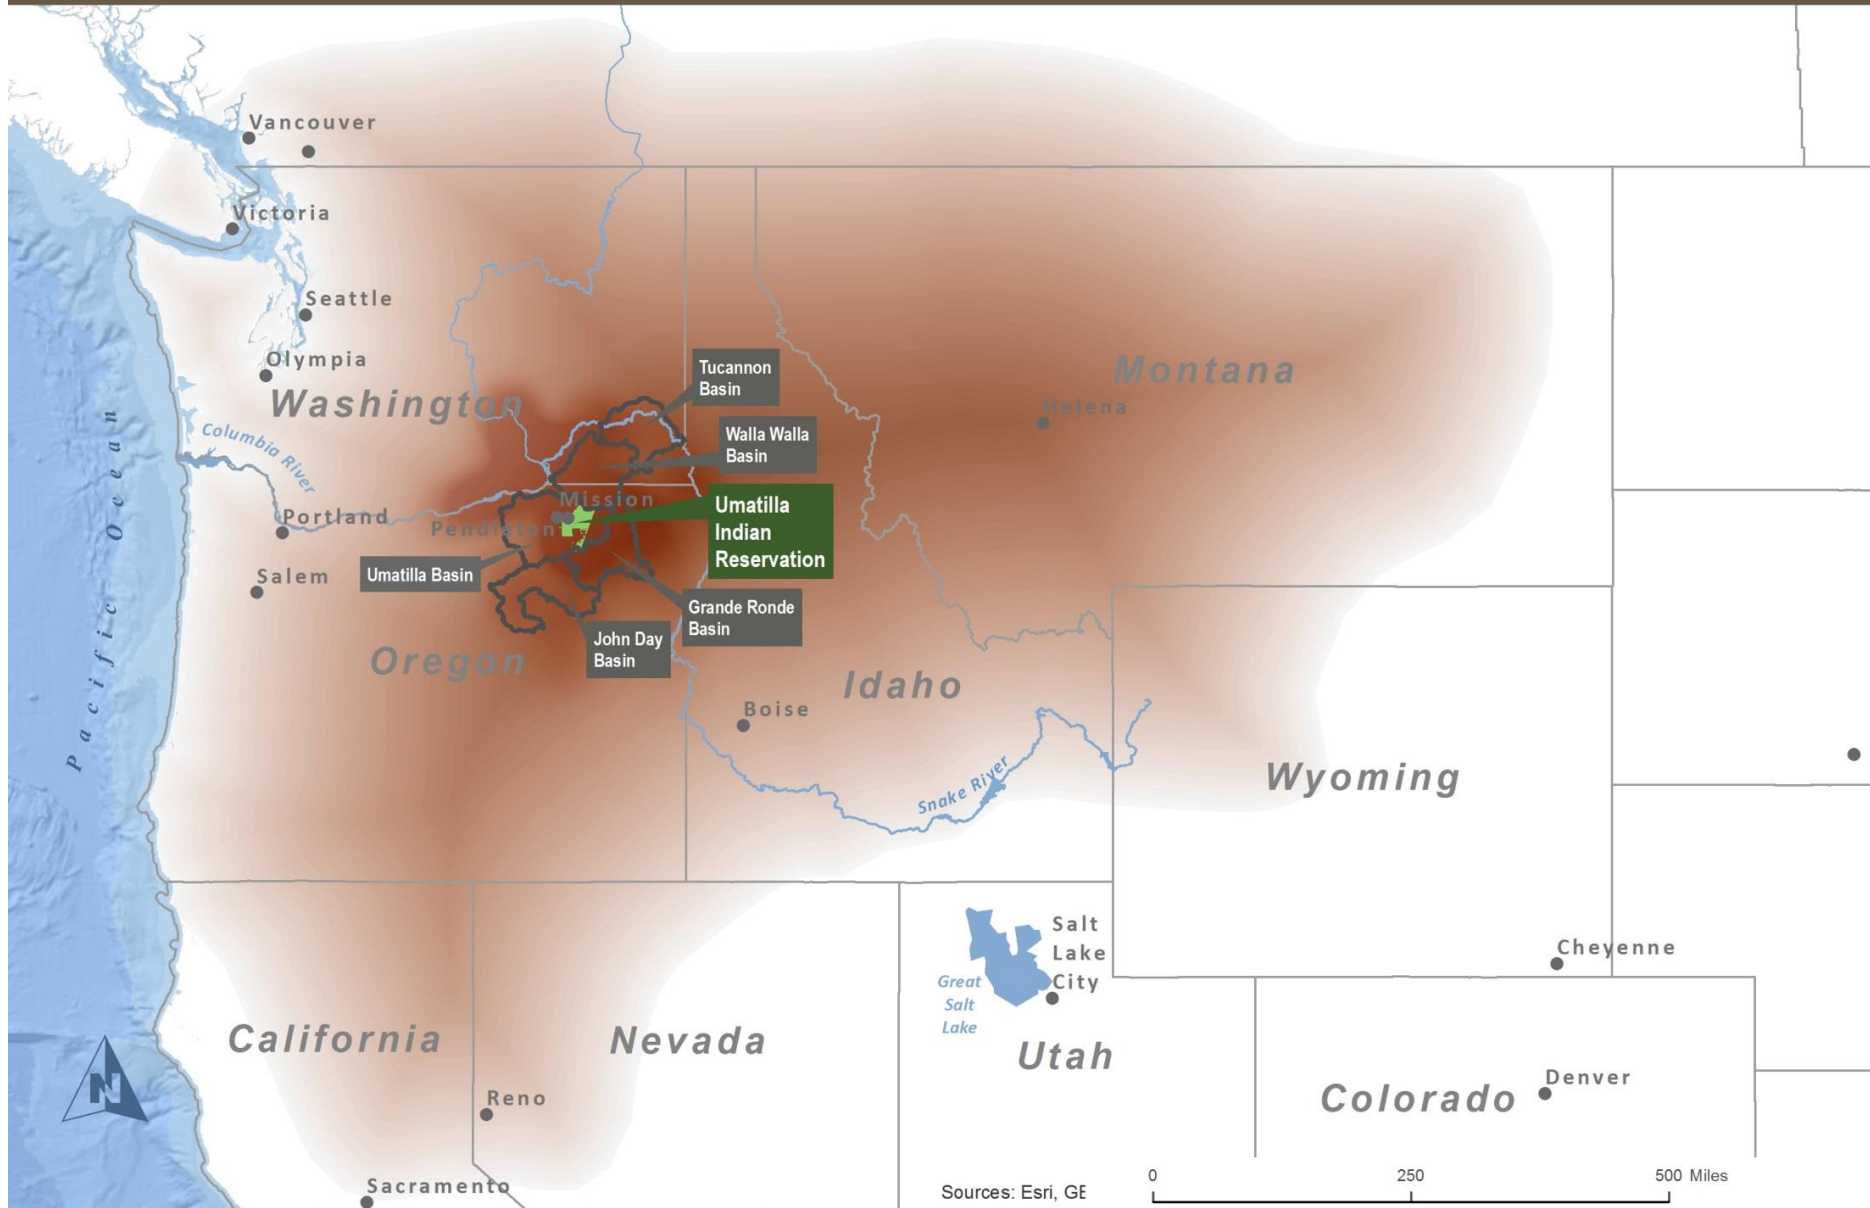 Vancouver
Victoria
Seattle
Olympia
Washington
Columbia River
Pacific Ocean
Portland
Salem
Pendleton
Mission
Tucannon
Basin
Walla Walla
Basin
Umatilla
Indian
Reservation
Umatilla Basin
Grande Ronde
Basin
John Day
Basin
Oregon
Montana
Helena
Idaho
Boise
Snake River
Wyoming
Cheyenne
Salt
Lake
City
Great
Salt
Lake
Utah
California
Nevada
Reno
Sacramento
Colorado
Denver
N
Sources: Esri, GE
0 250 500 Miles